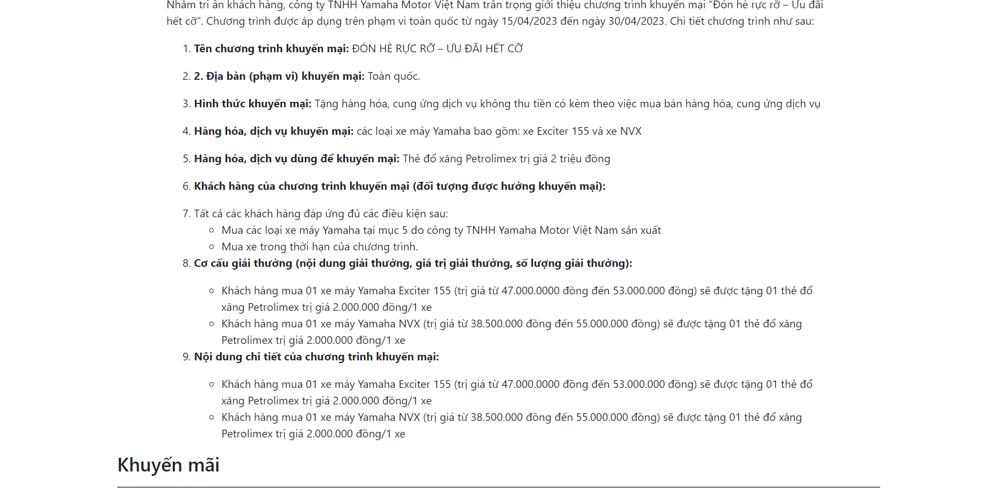 Nhằm tri ân khách hàng, công ty TNHH Yamaha Motor Việt Nam trân trọng giới thiệu chương trình khuyến mại “Đón hè rực rỡ – Ưu đãi
hết cỡ”. Chương trình được áp dụng trên phạm vi toàn quốc từ ngày 15/04/2023 đến ngày 30/04/2023. Chi tiết chương trình như sau:
1. Tên chương trình khuyến mại: ĐÓN HÈ RỰC RỠ – ƯU ĐÃI HẾT CỠ
2. 2. Địa bàn (phạm vi) khuyến mại: Toàn quốc.
3. Hình thức khuyến mại: Tặng hàng hóa, cung ứng dịch vụ không thu tiền có kèm theo việc mua bán hàng hóa, cung ứng dịch vụ
4. Hàng hóa, dịch vụ khuyến mại: các loại xe máy Yamaha bao gồm: xe Exciter 155 và xe NVX
5. Hàng hóa, dịch vụ dùng để khuyến mại: Thẻ đổ xăng Petrolimex trị giá 2 triệu đồng
6. Khách hàng của chương trình khuyến mại (đối tượng được hưởng khuyến mại):
7. Tất cả các khách hàng đáp ứng đủ các điều kiện sau:
◦ Mua các loại xe máy Yamaha tại mục 5 do công ty TNHH Yamaha Motor Việt Nam sản xuất
◦ Mua xe trong thời hạn của chương trình.
8. Cơ cấu giải thưởng (nội dung giải thưởng, giá trị giải thưởng, số lượng giải thưởng):
◦ Khách hàng mua 01 xe máy Yamaha Exciter 155 (trị giá từ 47.000.0000 đồng đến 53.000.000 đồng) sẽ được tặng 01 thẻ đổ
xăng Petrolimex trị giá 2.000.000 đồng/1 xe
◦ Khách hàng mua 01 xe máy Yamaha NVX (trị giá từ 38.500.000 đồng đến 55.000.000 đồng) sẽ được tặng 01 thẻ đổ xăng
Petrolimex trị giá 2.000.000 đồng/1 xe
9. Nội dung chi tiết của chương trình khuyến mại:
◦ Khách hàng mua 01 xe máy Yamaha Exciter 155 (trị giá từ 47.000.0000 đồng đến 53.000.000 đồng) sẽ được tặng 01 thẻ đổ
xăng Petrolimex trị giá 2.000.000 đồng/1 xe
◦ Khách hàng mua 01 xe máy Yamaha NVX (trị giá từ 38.500.000 đồng đến 55.000.000 đồng) sẽ được tặng 01 thẻ đổ xăng
Petrolimex trị giá 2.000.000 đồng/1 xe
Khuyến mãi